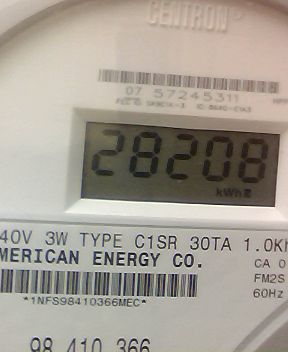 CENTRON®
07 57245311
28208
kWh
40V 3W TYPE C1SR 30TA 1.0Kh
MERICAN ENERGY CO.
CA 0
FM2S
60Hz
*1NFS98410366MEC*
98 410 366